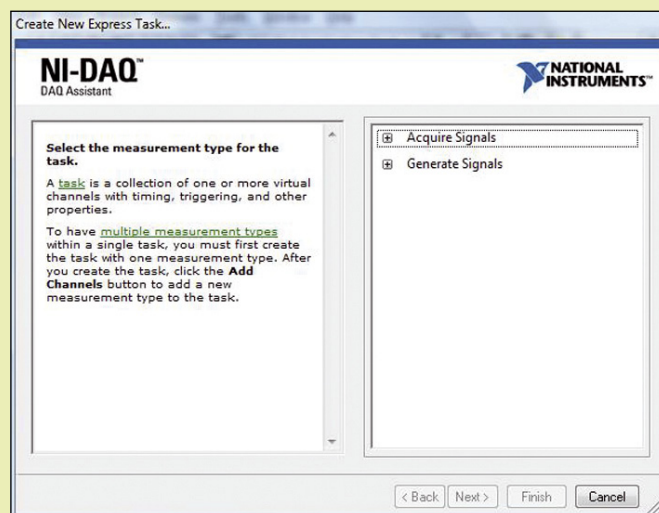 Create New Express Task...
NI-DAQ™
DAQ Assistant
NATIONAL
INSTRUMENTS™
Select the measurement type for the
task.
A task is a collection of one or more virtual
channels with timing, triggering, and other
properties.
To have multiple measurement types
within a single task, you must first create
the task with one measurement type. After
you create the task, click the Add
Channels button to add a new
measurement type to the task.
Acquire Signals
Generate Signals
< Back
Next >
Finish
Cancel